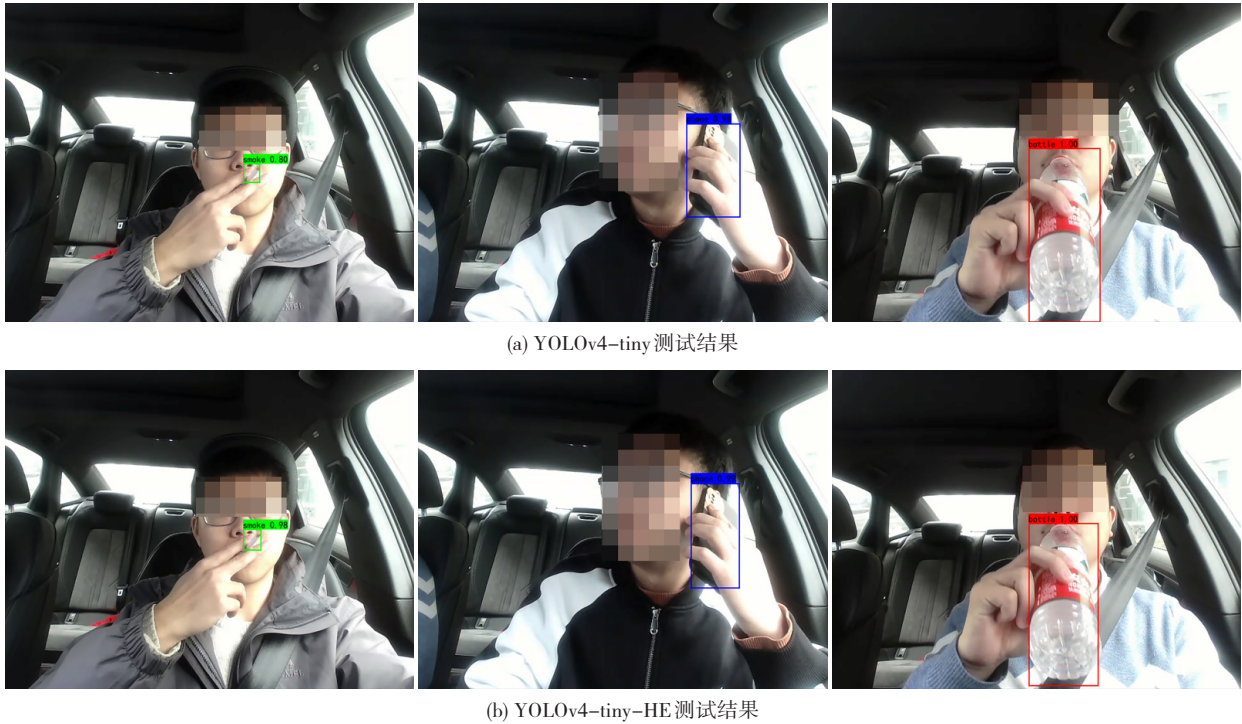 smoke 0.80
bottle 1.00
(a) YOLOv4-tiny测试结果
smoke 0.98
bottle 1.00
(b) YOLOv4-tiny-HE测试结果